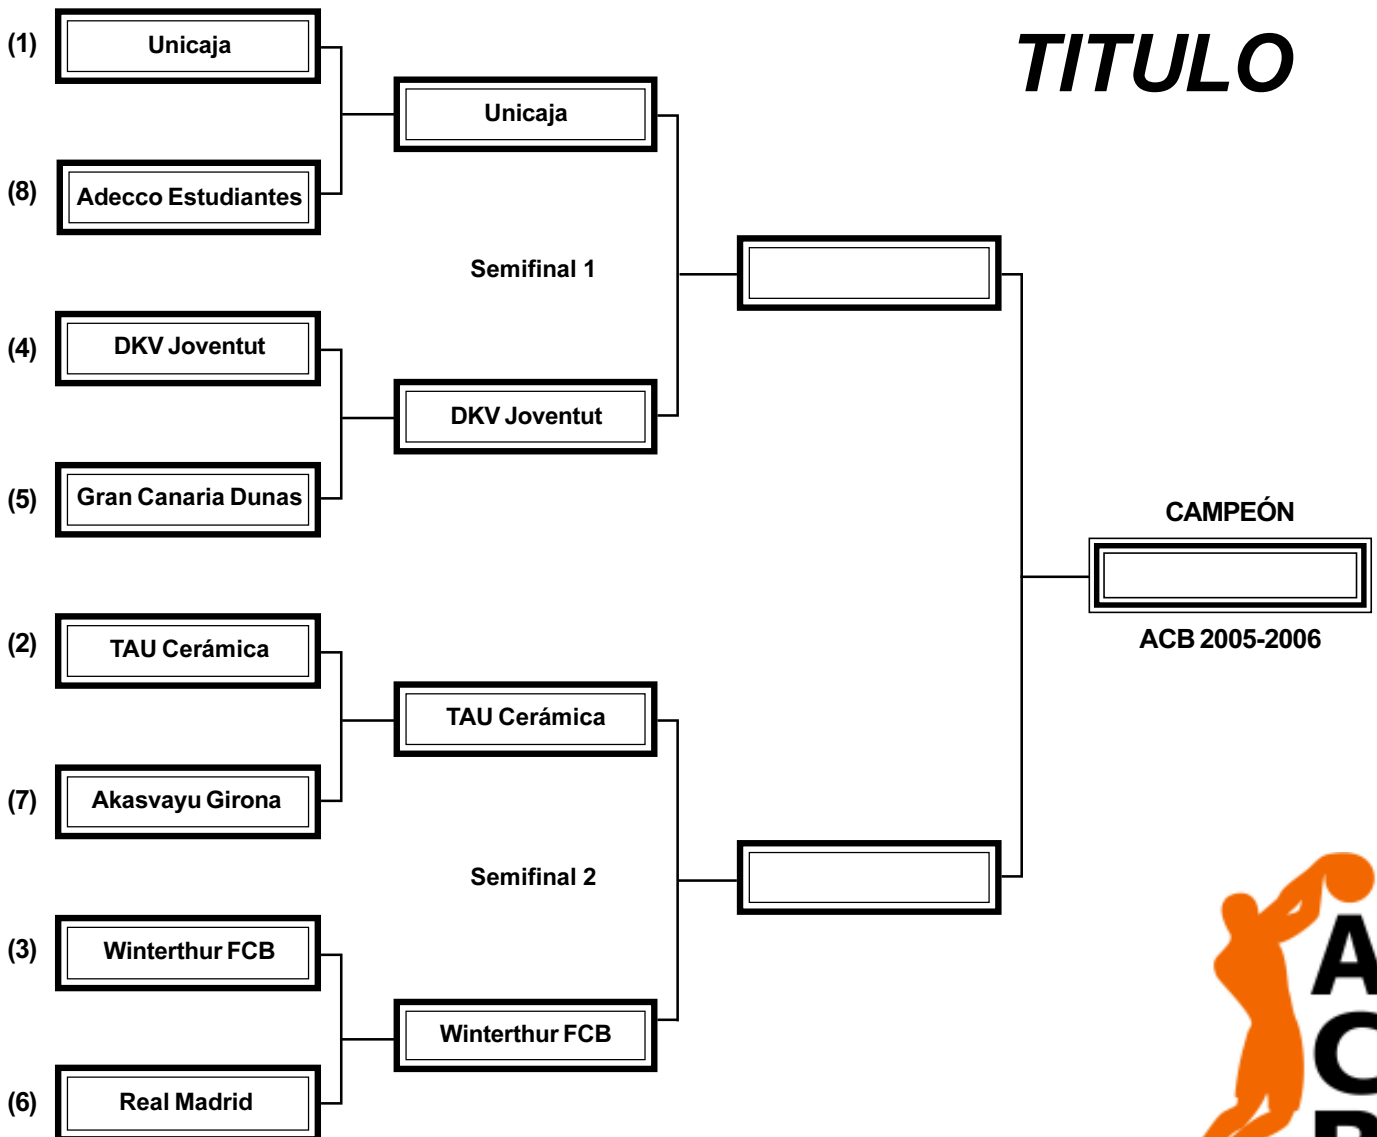 TITULO
(1) Unicaja
Unicaja
(8) Adecco Estudiantes
Semifinal 1
(4) DKV Joventut
DKV Joventut
(5) Gran Canaria Dunas
CAMPEÓN
ACB 2005-2006
(2) TAU Cerámica
TAU Cerámica
(7) Akasvayu Girona
Semifinal 2
(3) Winterthur FCB
Winterthur FCB
(6) Real Madrid
A
C
B